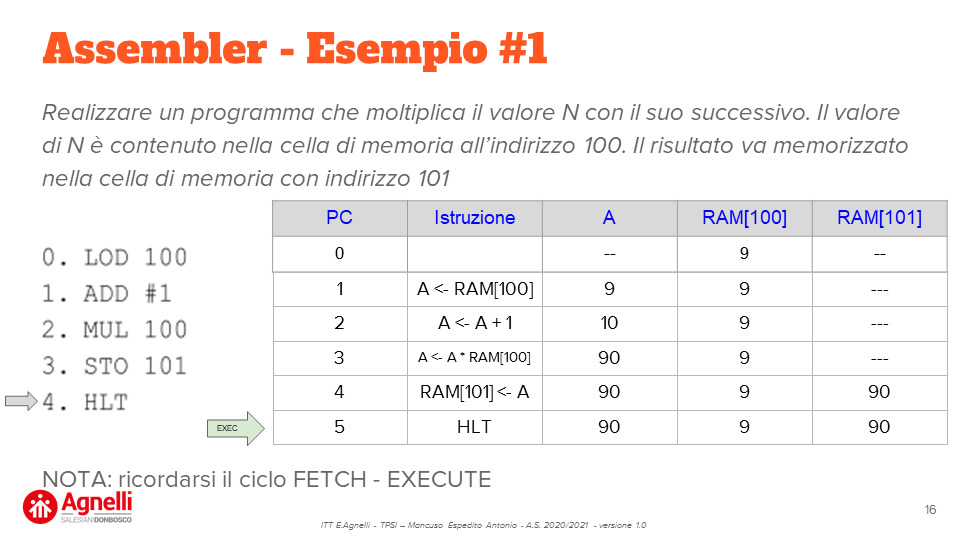 Assembler - Esempio #1
Realizzare un programma che moltiplica il valore N con il suo successivo. Il valore
di N è contenuto nella cella di memoria all’indirizzo 100. Il risultato va memorizzato
nella cella di memoria con indirizzo 101
0. LOD 100
1. ADD #1
2. MUL 100
3. STO 101
4. HLT
PC Istruzione A RAM[100] RAM[101]
0 -- 9 --
1 A <- RAM[100] 9 9 ---
2 A <- A + 1 10 9 ---
3 A <- A * RAM[100] 90 9 ---
4 RAM[101] <- A 90 9 90
EXEC 5 HLT 90 9 90
NOTA: ricordarsi il ciclo FETCH - EXECUTE
Agnelli
SALESIANI DONBOSCO
ITT E.Agnelli - TPSI – Mancuso Espedito Antonio - A.S. 2020/2021 - versione 1.0
16